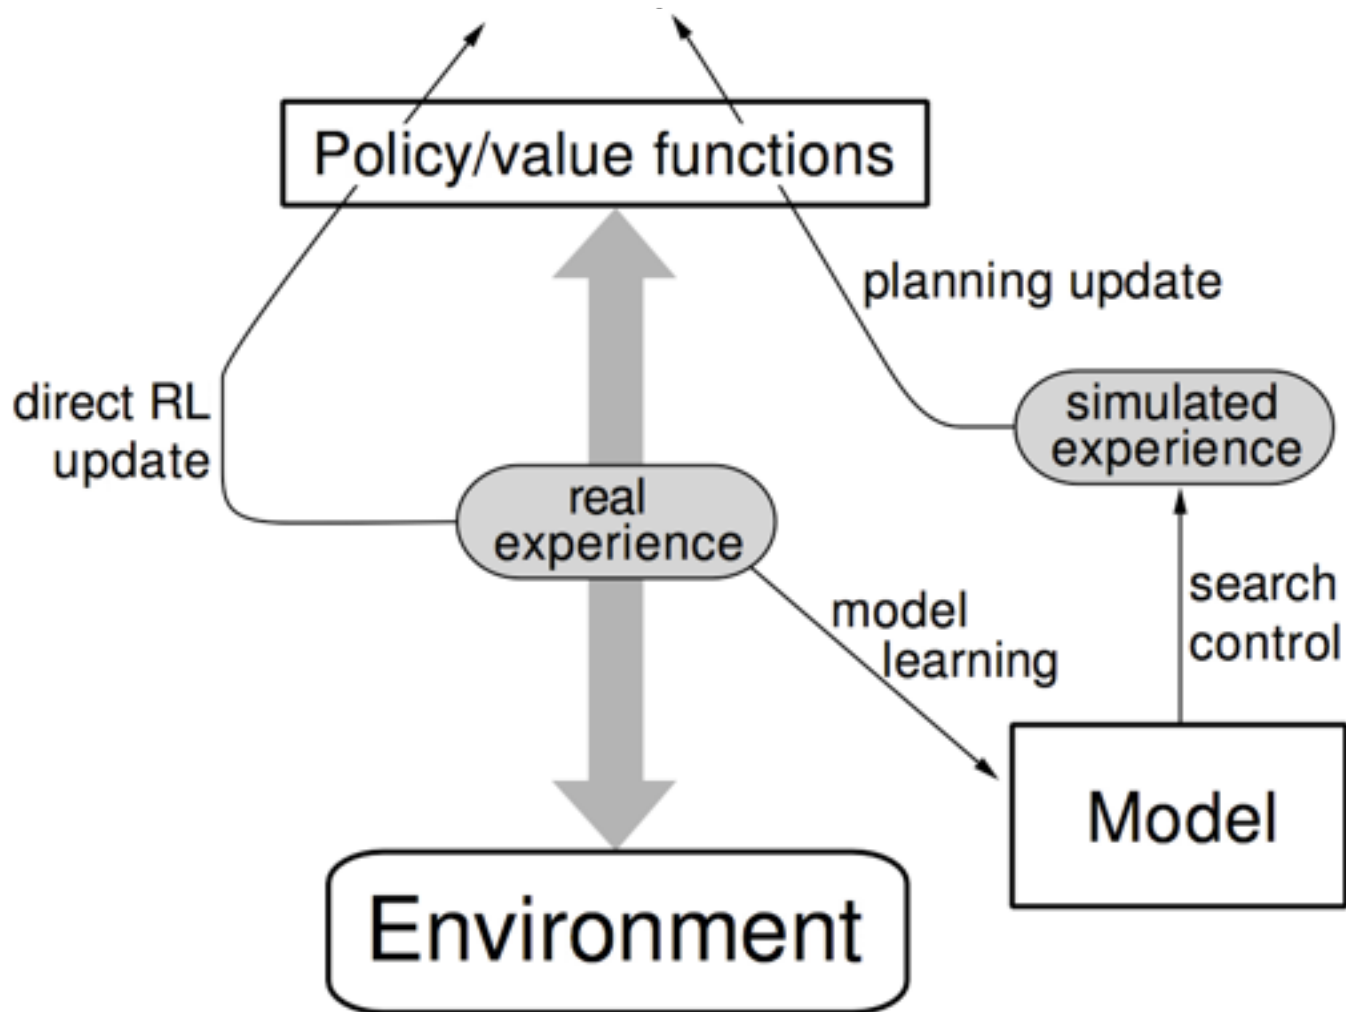 Policy/value functions
planning update
direct RL
update
simulated
experience
real
experience
model
learning
search
control
Model
Environment